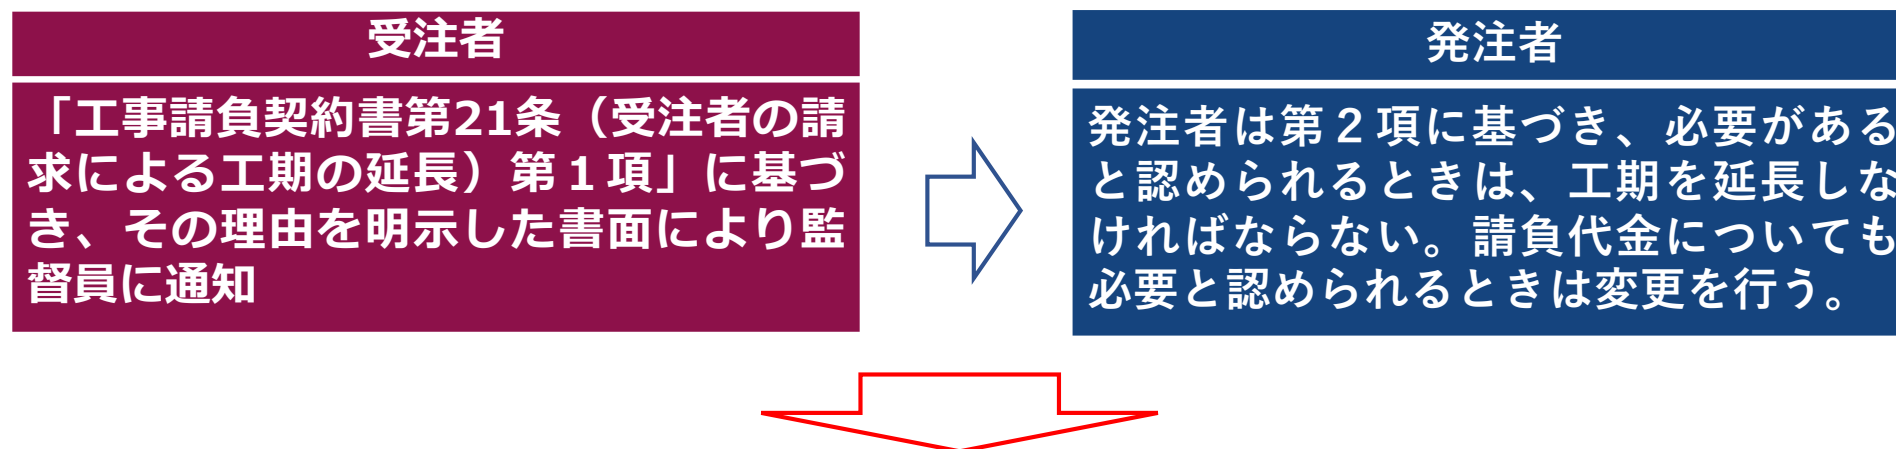 受注者
「工事請負契約書第21条（受注者の請
求による工期の延長）第１項」に基づ
き、その理由を明示した書面により監
督員に通知
発注者
発注者は第２項に基づき、必要がある
と認められるときは、工期を延長しな
ければならない。請負代金についても
必要と認められるときは変更を行う。